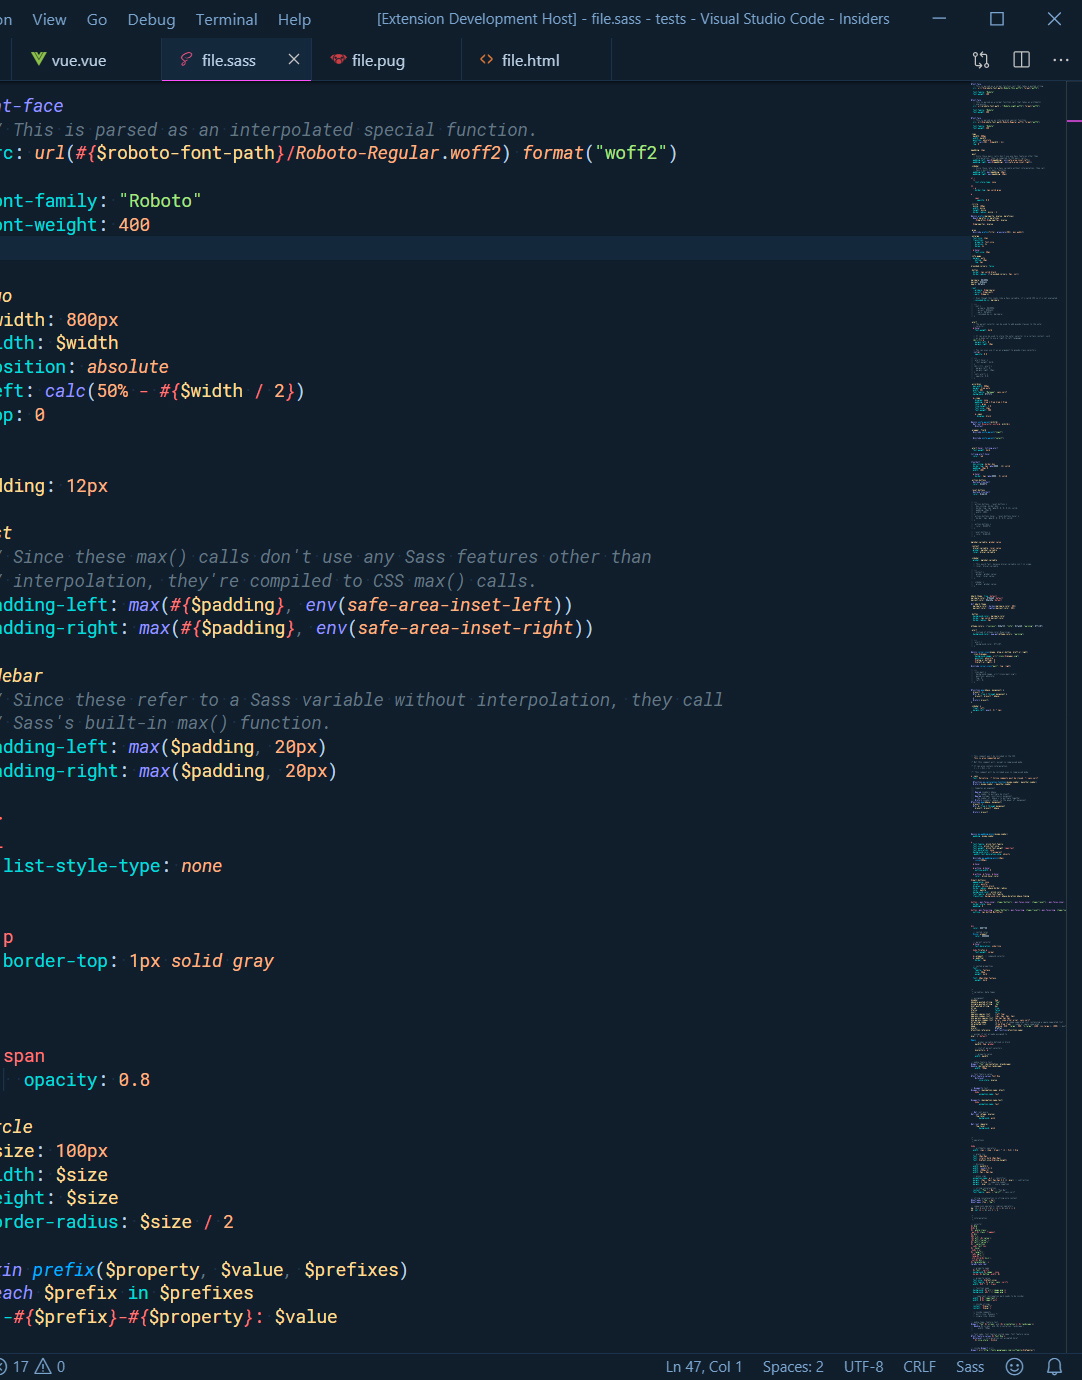 on View Go Debug Terminal Help [Extension Development Host] - file.sass - tests - Visual Studio Code - Insiders
vue.vue file.sass file.pug file.html
nt-face
/ This is parsed as an interpolated special function.
rc: url(#{$roboto-font-path}/Roboto-Regular.woff2) format("woff2")
ont-family: "Roboto"
ont-weight: 400
go
width: 800px
idth: $width
osition: absolute
eft: calc(50% - #{$width / 2})
op: 0
dding: 12px
st
/ Since these max() calls don't use any Sass features other than
/ interpolation, they're compiled to CSS max() calls.
adding-left: max(#{$padding}, env(safe-area-inset-left))
adding-right: max(#{$padding}, env(safe-area-inset-right))
debar
/ Since these refer to a Sass variable without interpolation, they call
/ Sass's built-in max() function.
adding-left: max($padding, 20px)
adding-right: max($padding, 20px)
list-style-type: none
p
border-top: 1px solid gray
span
opacity: 0.8
rcle
size: 100px
idth: $size
eight: $size
order-radius: $size / 2
xin prefix($property, $value, $prefixes)
each $prefix in $prefixes
-#{$prefix}-#{$property}: $value
17 0 Ln 47, Col 1 Spaces: 2 UTF-8 CRLF Sass